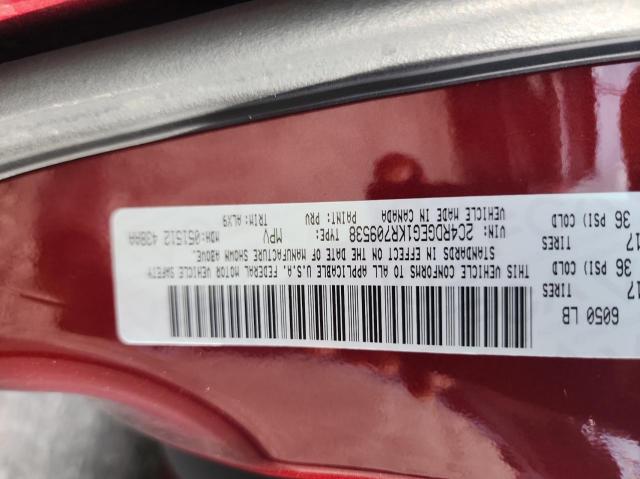 6050 LB
TIRES
17
36 PSI) COLD
TIRES
17
36 PSI) COLD
THIS VEHICLE CONFORMS TO ALL APPLICABLE U.S.A. FEDERAL MOTOR VEHICLE SAFETY
STANDARDS IN EFFECT ON THE DATE OF MANUFACTURE SHOWN ABOVE.
VIN: 2C4RDGEG1KR709538 TYPE: MPV MDH:051512 438AA
VEHICLE MADE IN CANADA PAINT: PRV TRIM:ALX9